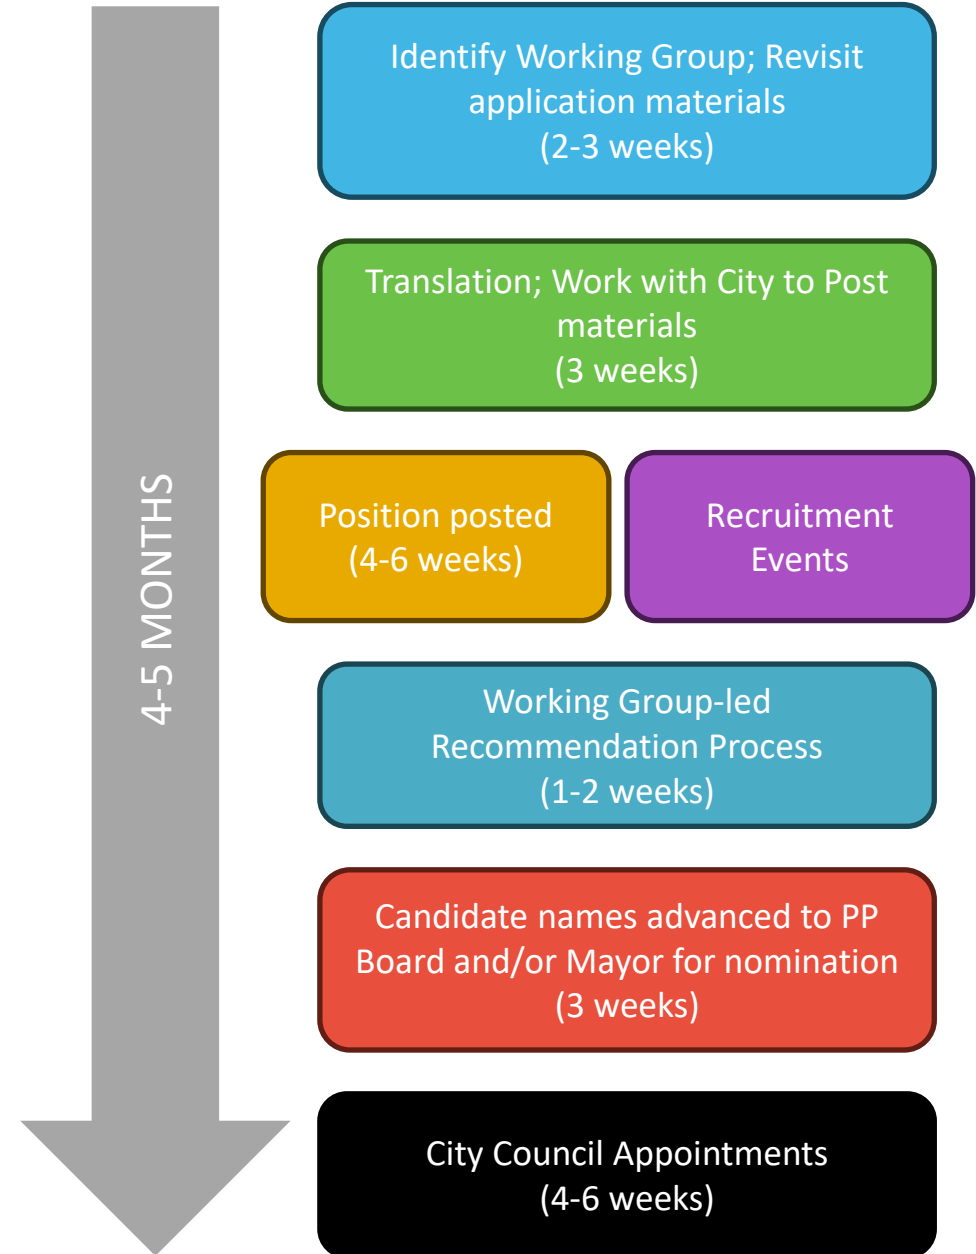 4-5 MONTHS
Identify Working Group; Revisit
application materials
(2-3 weeks)
Translation; Work with City to Post
materials
(3 weeks)
Position posted
(4-6 weeks)
Recruitment
Events
Working Group-led
Recommendation Process
(1-2 weeks)
Candidate names advanced to PP
Board and/or Mayor for nomination
(3 weeks)
City Council Appointments
(4-6 weeks)